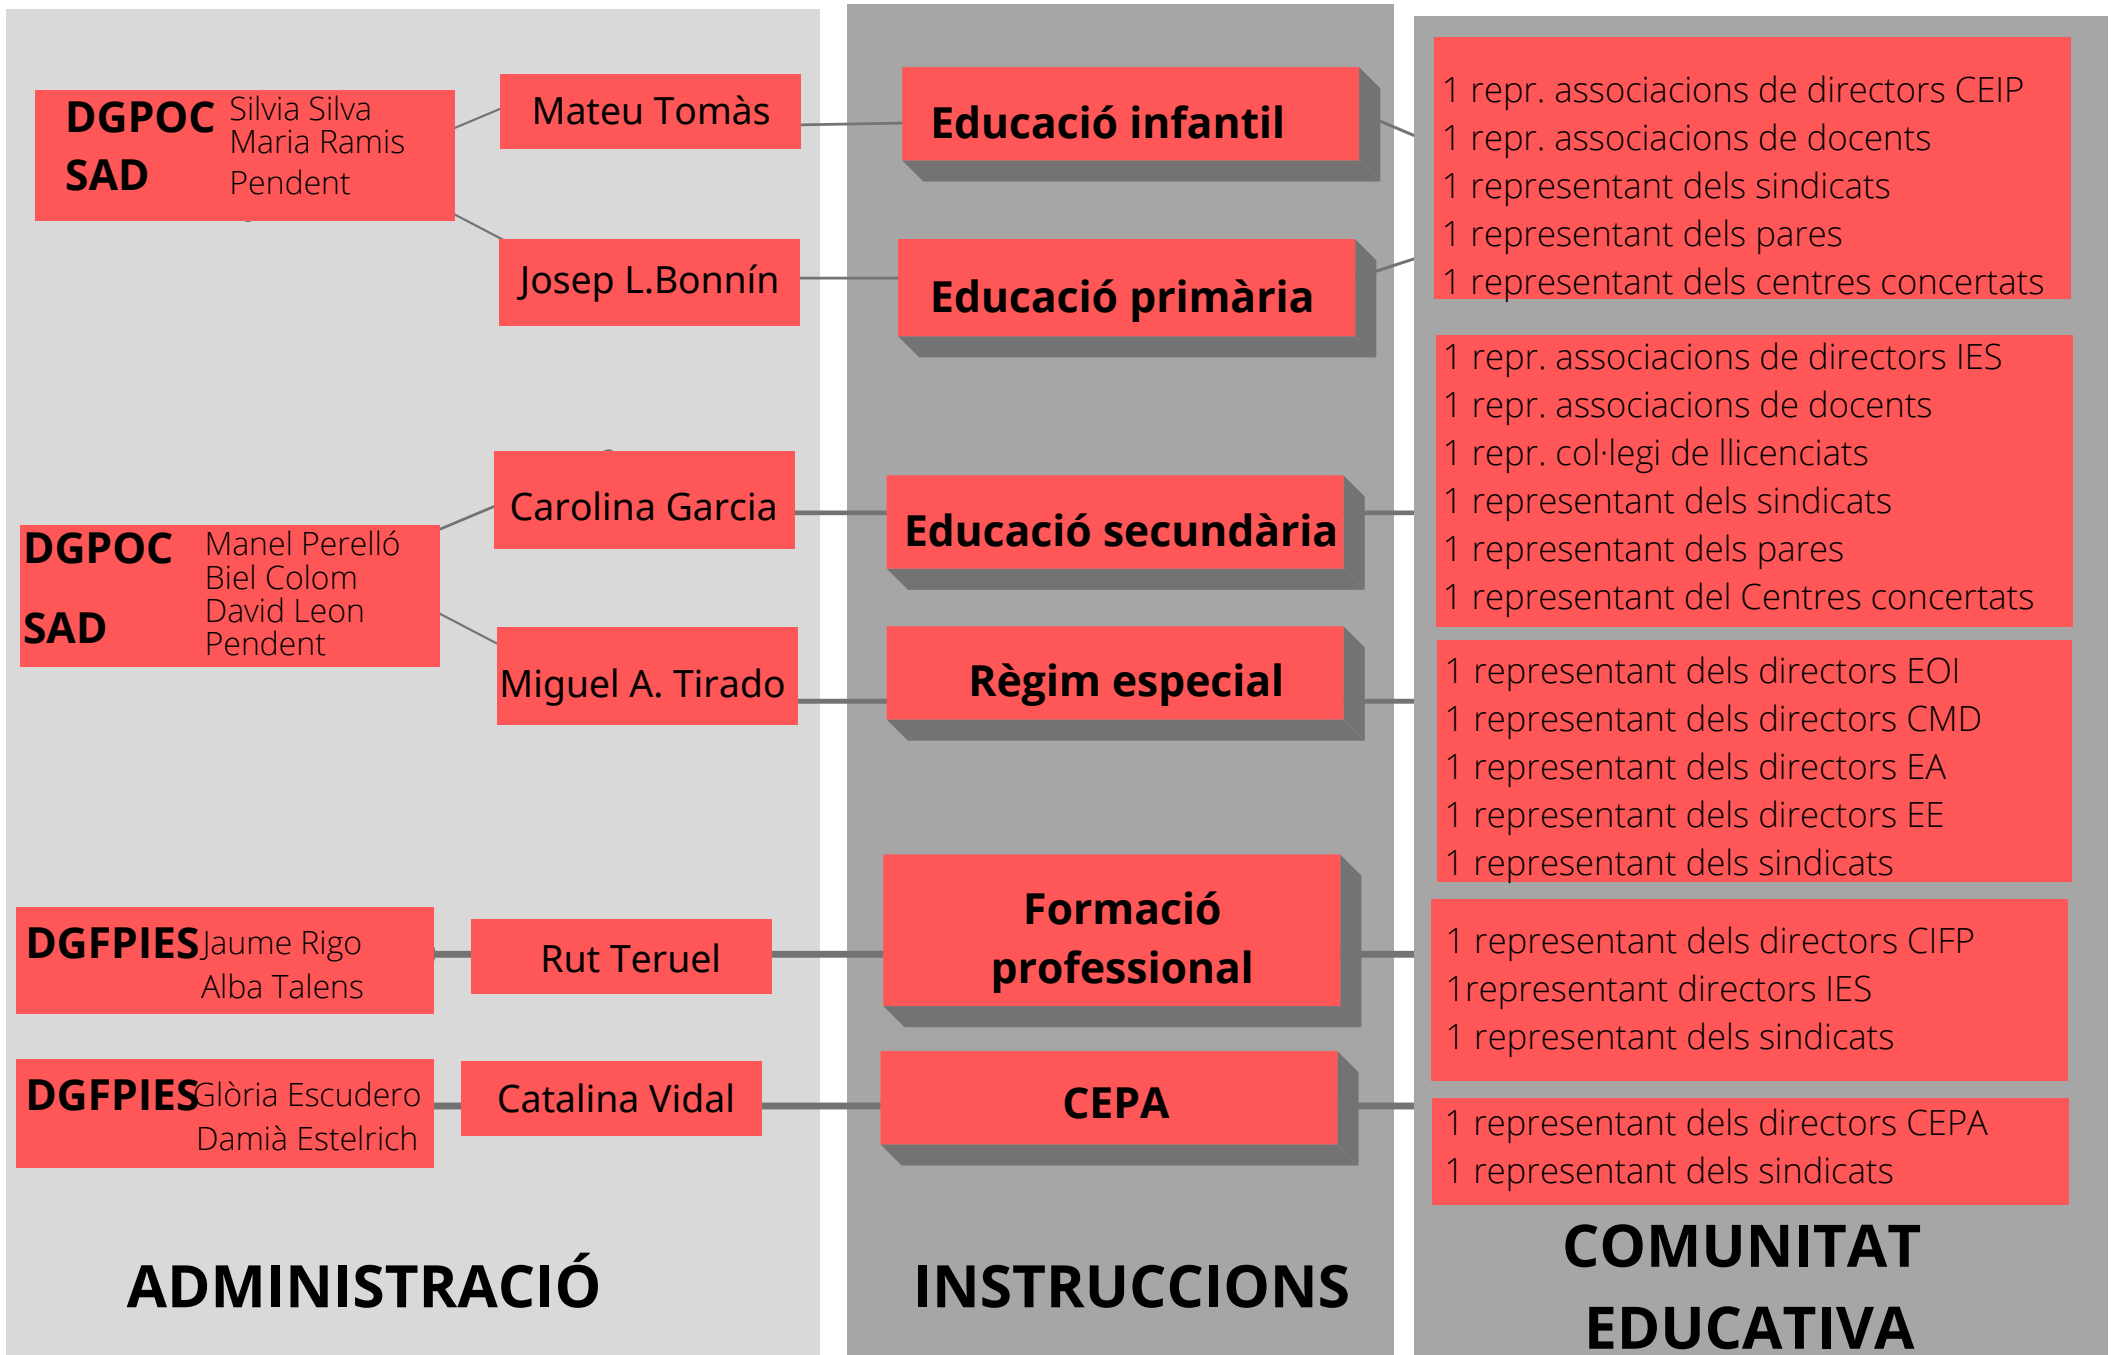 DGPOC Silvia Silva
Maria Ramis
SAD Pendent
Mateu Tomàs
Josep L.Bonnín
Educació infantil
Educació primària
1 repr. associacions de directors CEIP
1 repr. associacions de docents
1 representant dels sindicats
1 representant dels pares
1 representant dels centres concertats
DGPOC Manel Perelló
Biel Colom
SAD David Leon
Pendent
Carolina Garcia
Miguel A. Tirado
Educació secundària
Règim especial
1 repr. associacions de directors IES
1 repr. associacions de docents
1 repr. col·legi de llicenciats
1 representant dels sindicats
1 representant dels pares
1 representant del Centres concertats
1 representant dels directors EOI
1 representant dels directors CMD
1 representant dels directors EA
1 representant dels directors EE
1 representant dels sindicats
DGFPIES Jaume Rigo
Alba Talens
Rut Teruel
Formació
professional
1 representant dels directors CIFP
1representant directors IES
1 representant dels sindicats
DGFPIES Glòria Escudero
Damià Estelrich
Catalina Vidal
CEPA
1 representant dels directors CEPA
1 representant dels sindicats
ADMINISTRACIÓ
INSTRUCCIONS
COMUNITAT
EDUCATIVA